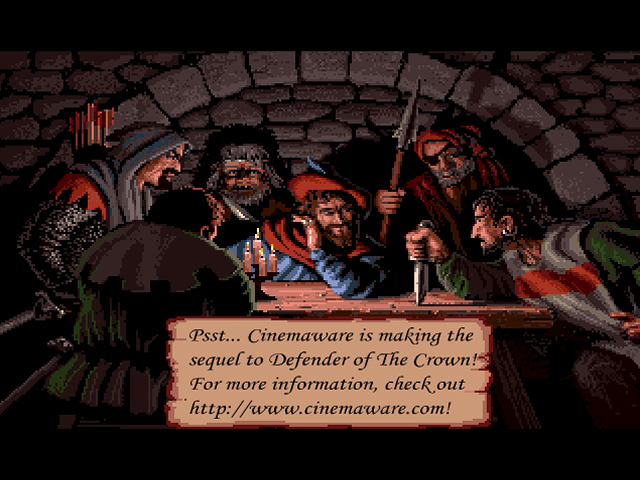 Psst... Cinemaware is making the
sequel to Defender of The Crown!
For more information, check out
http://www.cinemaware.com!